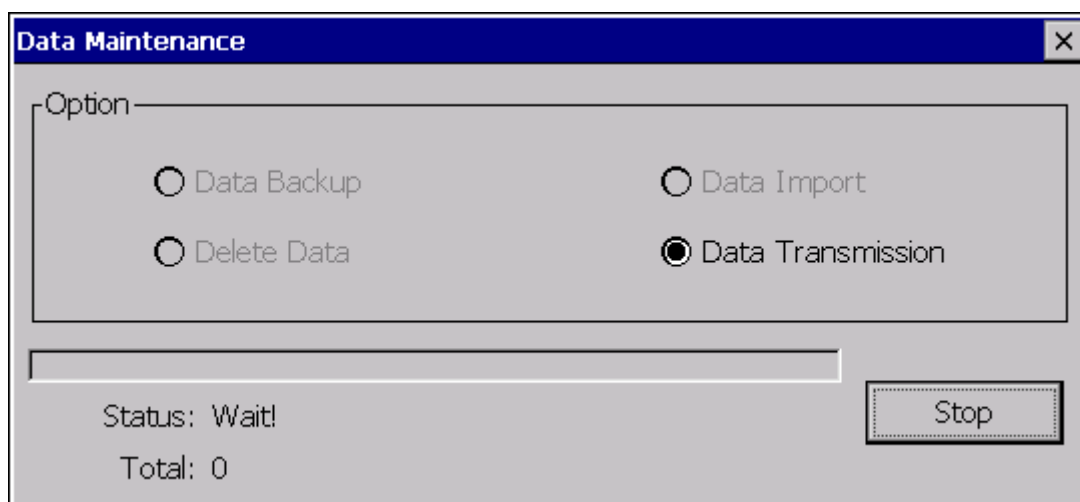 Data Maintenance
Option
Data Backup
Data Import
Delete Data
Data Transmission
Status: Wait!
Stop
Total: 0